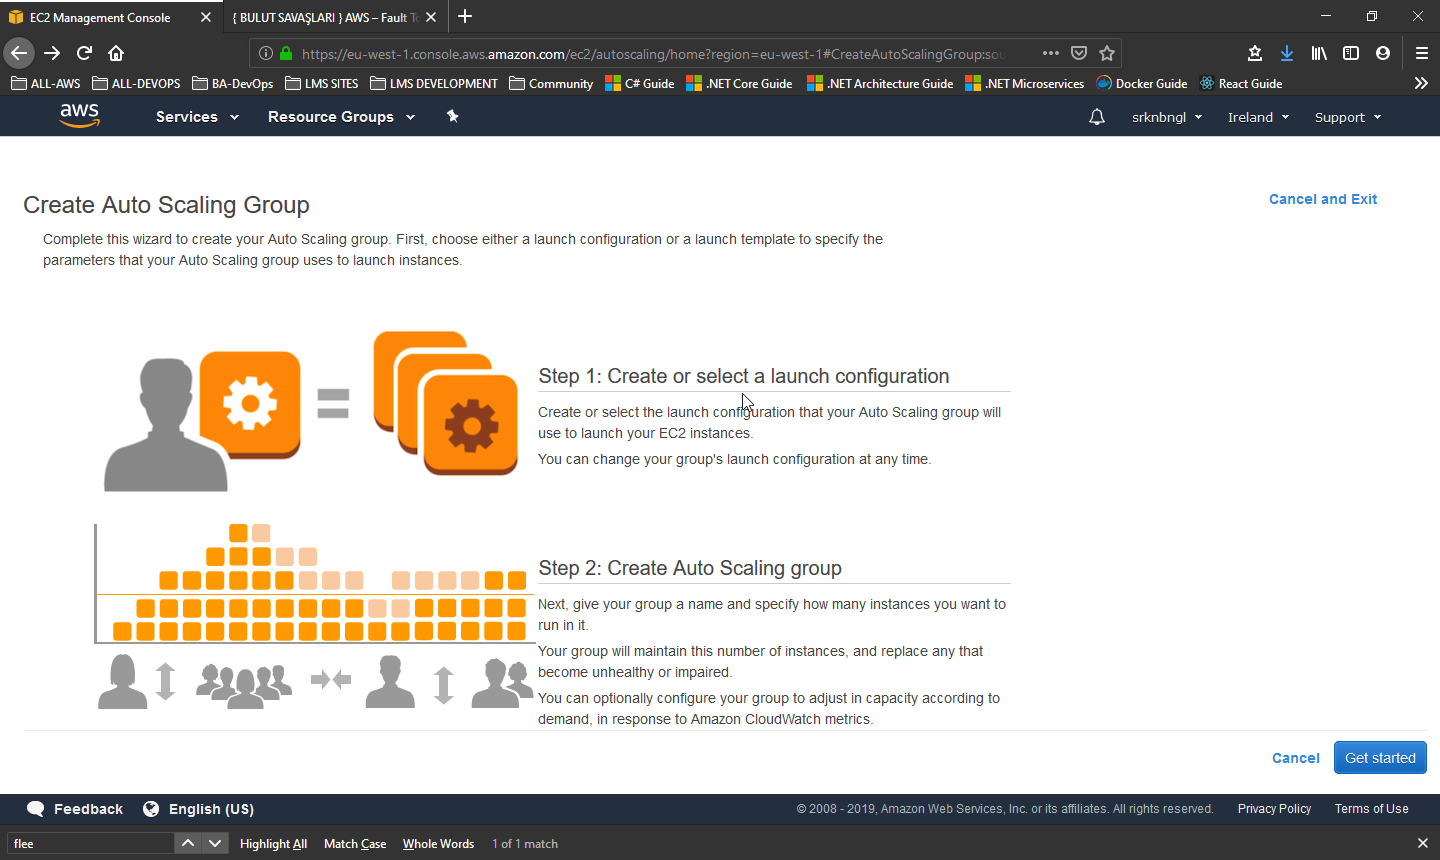 EC2 Management Console
{ BULUT SAVAŞLARI } AWS – Fault To
https://eu-west-1.console.aws.amazon.com/ec2/autoscaling/home?region=eu-west-1#CreateAutoScalingGroup:sou
ALL-AWS ALL-DEVOPS BA-DevOps LMS SITES LMS DEVELOPMENT Community C# Guide .NET Core Guide .NET Architecture Guide .NET Microservices Docker Guide React Guide
aws Services Resource Groups srknbngl Ireland Support
Create Auto Scaling Group
Cancel and Exit
Complete this wizard to create your Auto Scaling group. First, choose either a launch configuration or a launch template to specify the
parameters that your Auto Scaling group uses to launch instances.
Step 1: Create or select a launch configuration
Create or select the launch configuration that your Auto Scaling group will
use to launch your EC2 instances.
You can change your group's launch configuration at any time.
Step 2: Create Auto Scaling group
Next, give your group a name and specify how many instances you want to
run in it.
Your group will maintain this number of instances, and replace any that
become unhealthy or impaired.
You can optionally configure your group to adjust in capacity according to
demand, in response to Amazon CloudWatch metrics.
Cancel Get started
Feedback English (US) © 2008 - 2019, Amazon Web Services, Inc. or its affiliates. All rights reserved. Privacy Policy Terms of Use
flee Highlight All Match Case Whole Words 1 of 1 match